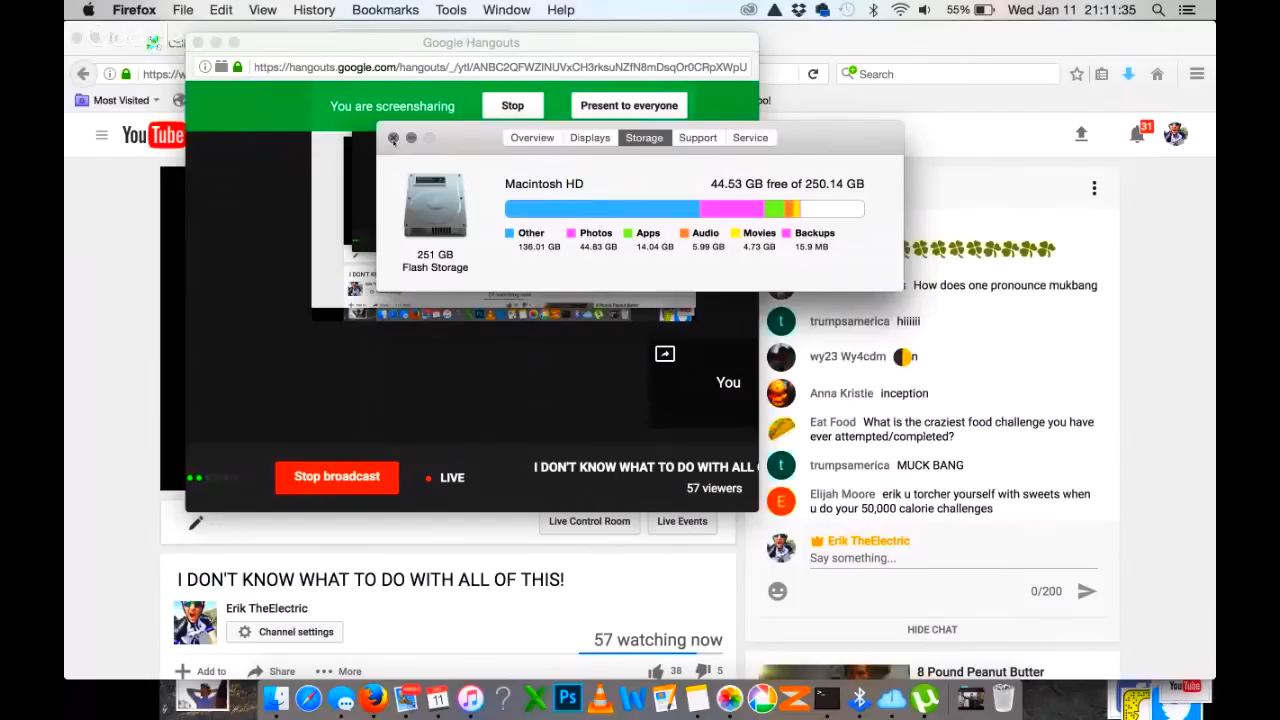 Firefox File Edit View History Bookmarks Tools Window Help 55% Wed Jan 11 21:11:35
Google Hangouts
https://hangouts.google.com/hangouts/_/ytl/ANBC2QFWZINUVxCH3rksuNZfN8mDsqOr0CRpXWpU
https://w
Search
Most Visited
You are screensharing Stop Present to everyone
YouTube
31
Overview Displays Storage Support Service
Macintosh HD 44.53 GB free of 250.14 GB
Other Photos Apps Audio Movies Backups
136.01 GB 44.83 GB 14.04 GB 5.99 GB 4.73 GB 15.9 MB
251 GB
Flash Storage
How does one pronounce mukbang
trumpsamerica hiiiiii
wy23 Wy4cdm n
Anna Kristie inception
Eat Food What is the craziest food challenge you have
ever attempted/completed?
trumpsamerica MUCK BANG
Elijah Moore erik u torcher yourself with sweets when
u do your 50,000 calorie challenges
Erik TheElectric
Say something...
0/200
HIDE CHAT
You
Stop broadcast LIVE
I DON'T KNOW WHAT TO DO WITH ALL
57 viewers
Live Control Room Live Events
I DON'T KNOW WHAT TO DO WITH ALL OF THIS!
Erik TheElectric
Channel settings
57 watching now
Add to Share More 38 5
8 Pound Peanut Butter